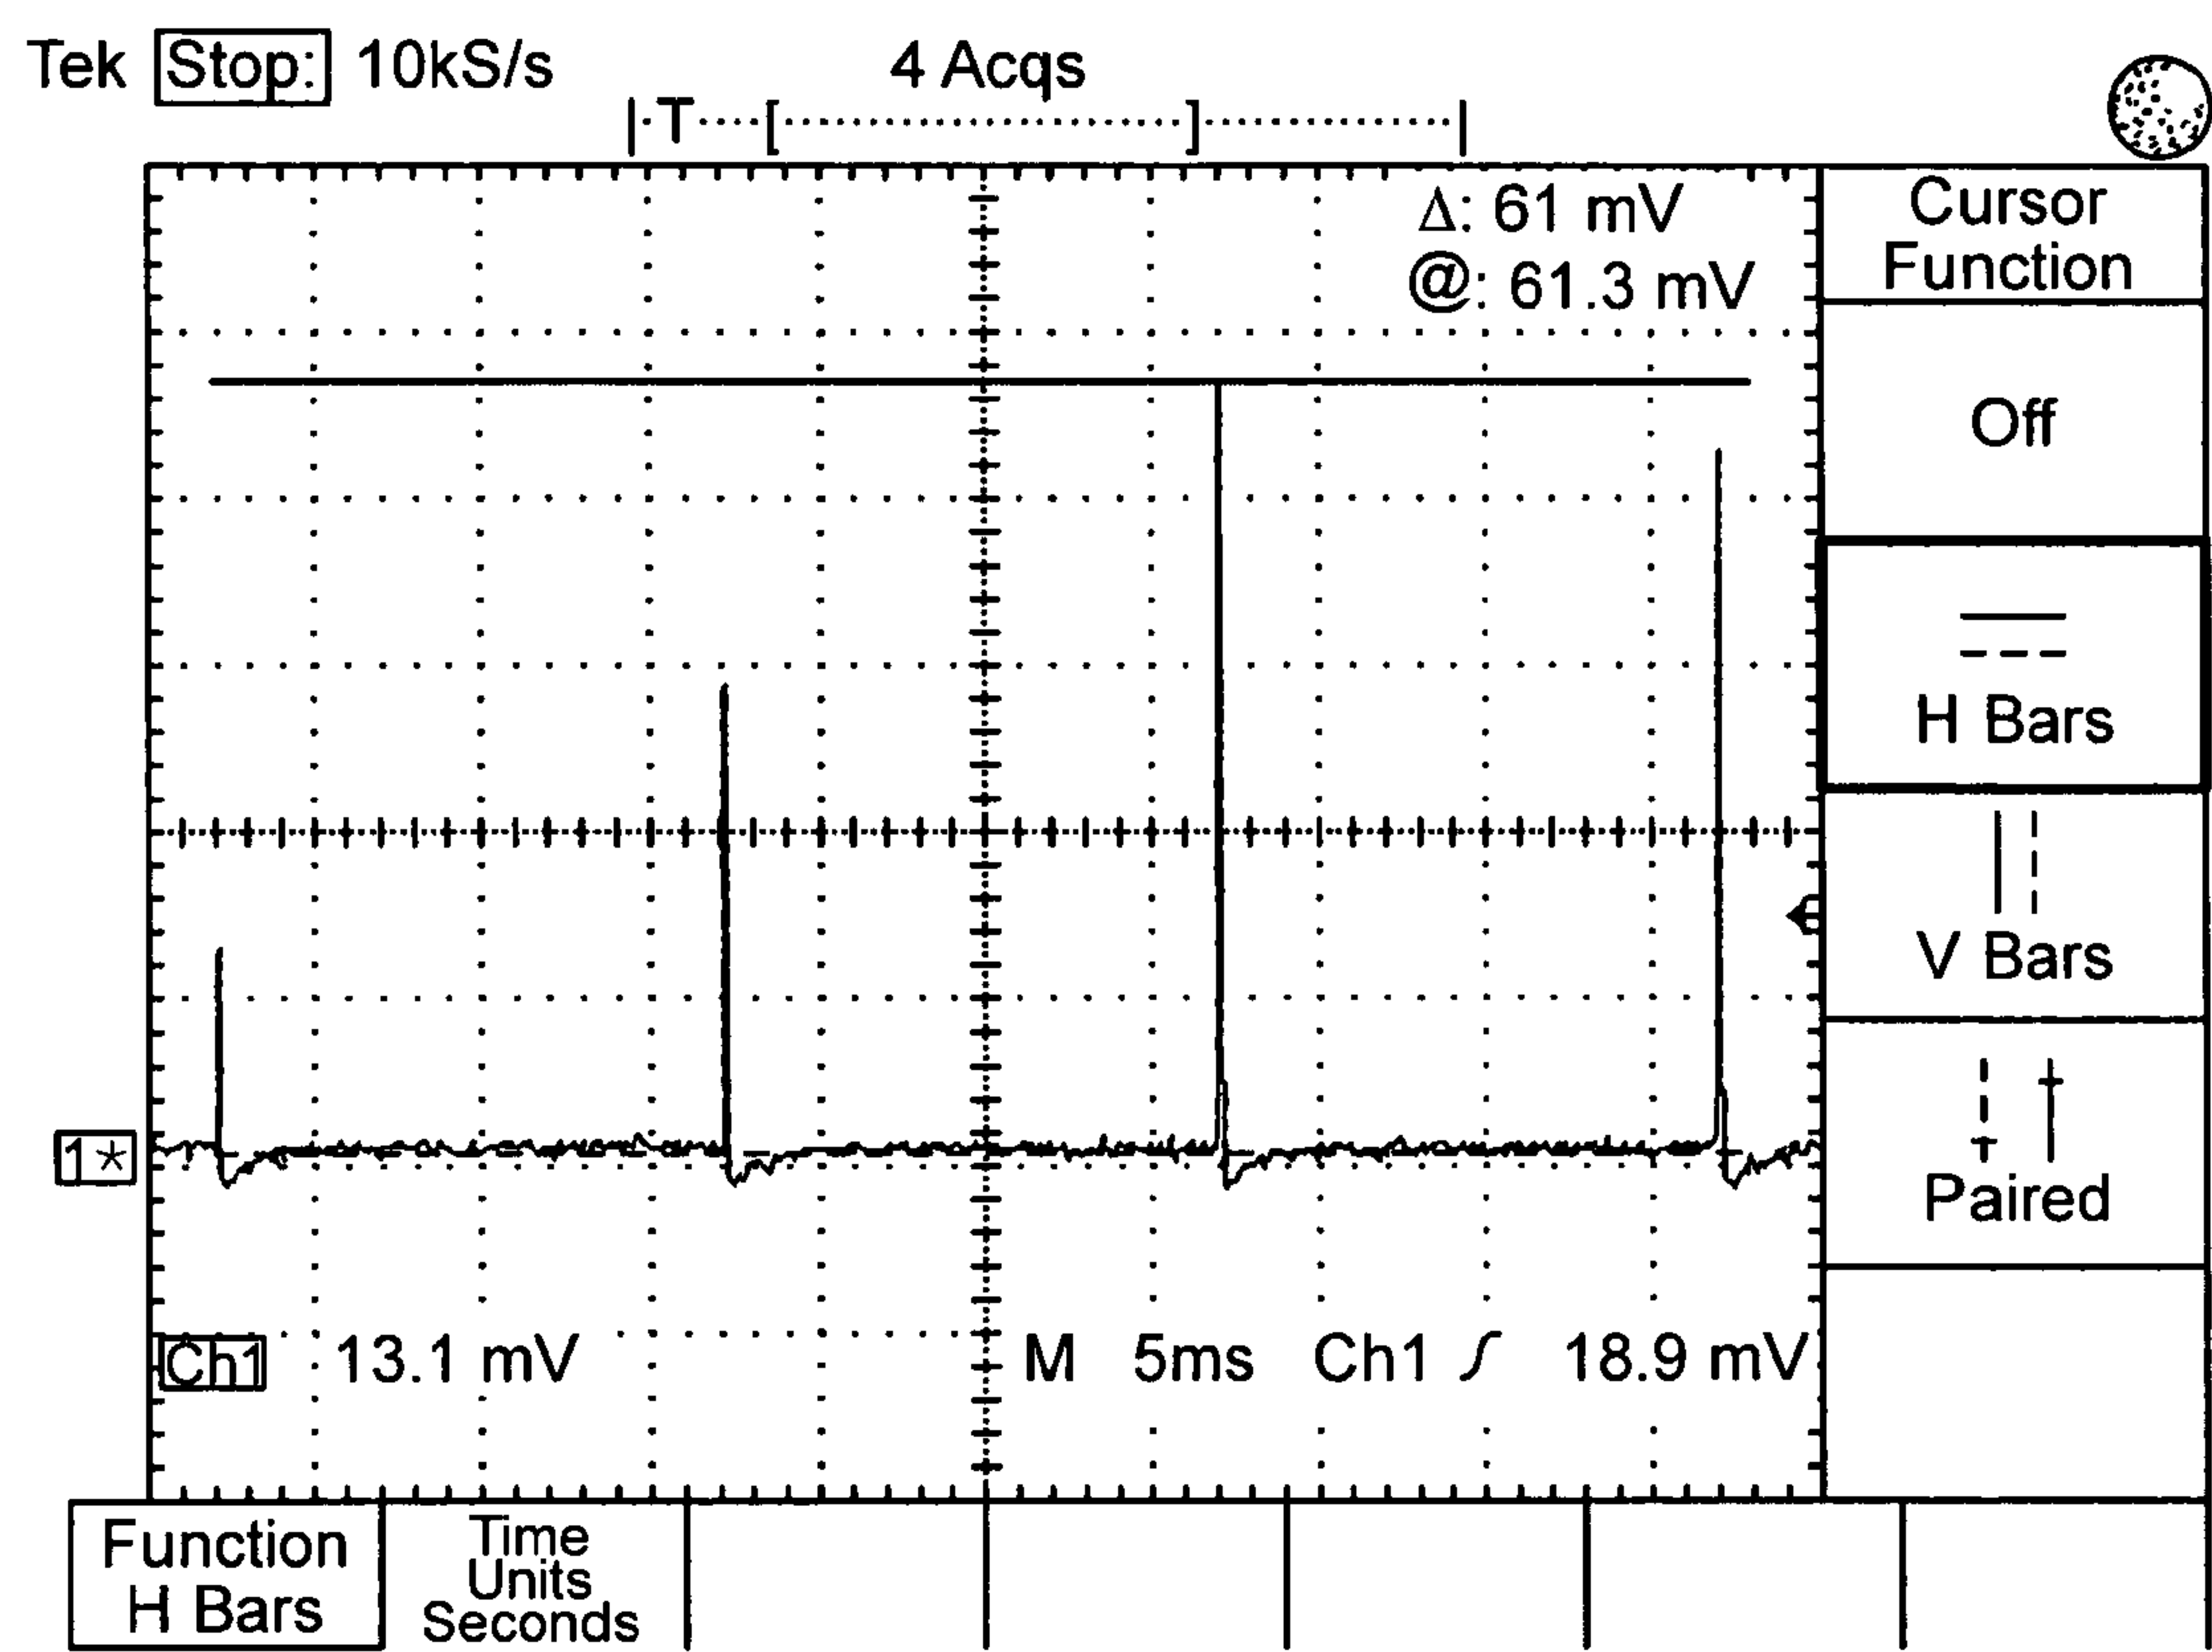 Tek Stop: 10kS/s 4 Acqs
T
Δ: 61 mV
@: 61.3 mV
Cursor
Function
Off
H Bars
V Bars
Paired
1*
Ch1 13.1 mV M 5ms Ch1 ∫ 18.9 mV
Function
H Bars
Time
Units
Seconds